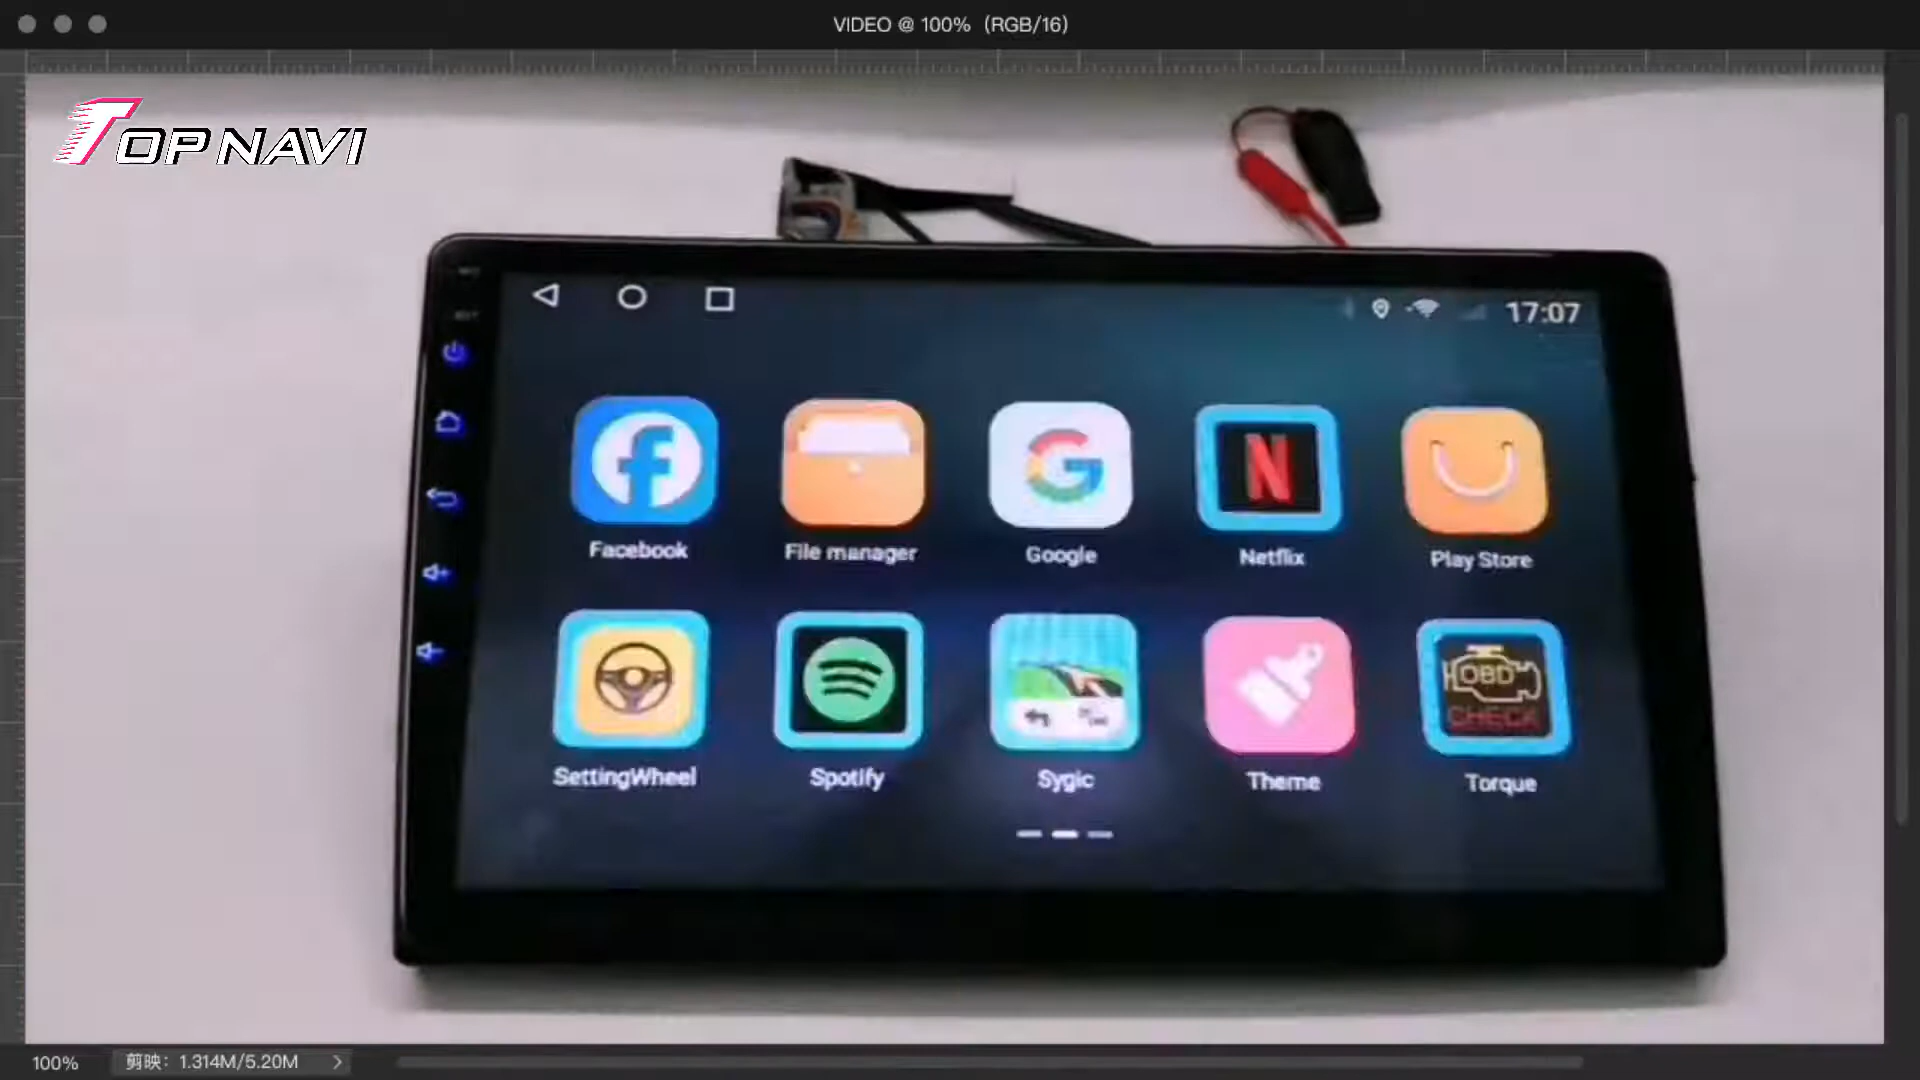 VIDEO @ 100% (RGB/16)
TOPNAVI
17:07
Facebook
File manager
Google
Netflix
Play Store
OBD
CHECK
SettingWheel
Spotify
Sygic
Theme
Torque
100%
剪映: 1.314M/5.20M